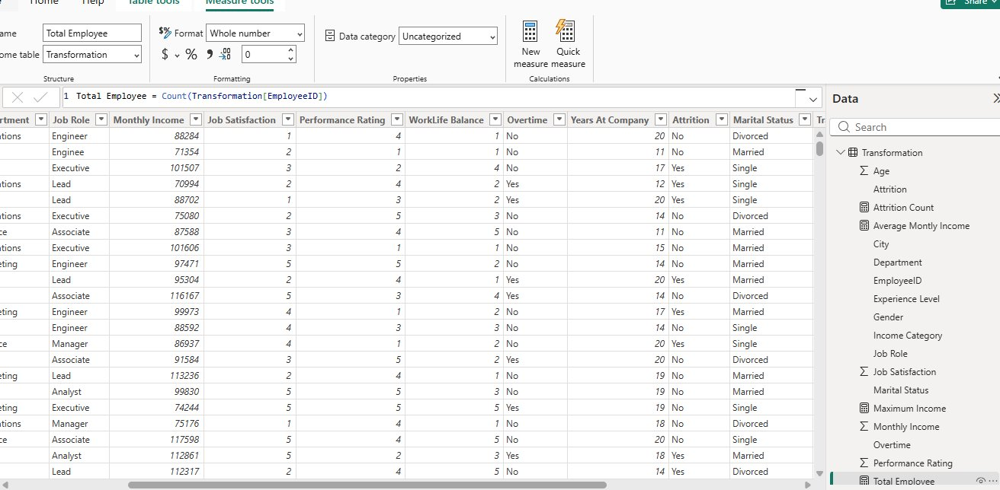 Home Help Table tools Measure tools Share
ame Total Employee Format Whole number Data category Uncategorized New measure Quick measure
ome table Transformation $ % 0
Structure Formatting Properties Calculations
1 Total Employee = Count(Transformation[EmployeeID])
rtment Job Role Monthly Income Job Satisfaction Performance Rating WorkLife Balance Overtime Years At Company Attrition Marital Status Tr
ations Engineer 88284 1 4 1 No 20 No Divorced
Enginee 71354 2 1 1 No 11 No Married
Executive 101507 3 2 4 No 17 Yes Single
ations Lead 70994 2 4 2 Yes 12 Yes Single
Lead 88702 1 3 2 Yes 20 Yes Single
ations Executive 75080 2 5 3 No 14 No Divorced
ce Associate 87588 3 4 5 No 11 No Married
ations Executive 101606 3 1 1 No 15 No Married
eting Engineer 97471 5 5 2 No 14 No Married
Lead 95304 2 4 1 Yes 20 Yes Married
Associate 116167 5 3 4 Yes 14 No Divorced
eting Engineer 99973 4 1 2 No 17 Yes Married
Engineer 88592 4 3 3 No 14 No Single
ce Manager 86937 4 1 2 No 20 Yes Single
Associate 91584 3 5 2 Yes 20 No Divorced
eting Lead 113236 2 4 1 No 19 No Married
Analyst 99830 5 5 3 No 19 No Married
eting Executive 74244 5 5 5 Yes 19 No Single
ations Manager 75176 1 4 1 No 18 No Divorced
ce Associate 117598 5 4 5 No 20 No Single
Analyst 112861 5 2 3 Yes 18 Yes Married
Lead 112317 2 4 5 No 14 Yes Single
Data
Search
Transformation
Age
Attrition
Attrition Count
Average Montly Income
City
Department
EmployeeID
Experience Level
Gender
Income Category
Job Role
Job Satisfaction
Marital Status
Maximum Income
Monthly Income
Overtime
Performance Rating
Total Employee